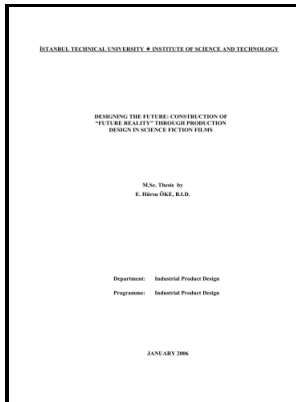 İSTANBUL TECHNICAL UNIVERSITY ★ INSTITUTE OF SCIENCE AND TECHNOLOGY
DESIGNING THE FUTURE: CONSTRUCTION OF
“FUTURE REALITY” THROUGH PRODUCTION
DESIGN IN SCIENCE FICTION FILMS
M.Sc. Thesis by
E. Hürsu ÖKE, B.I.D.
Department: Industrial Product Design
Programme: Industrial Product Design
JANUARY 2006